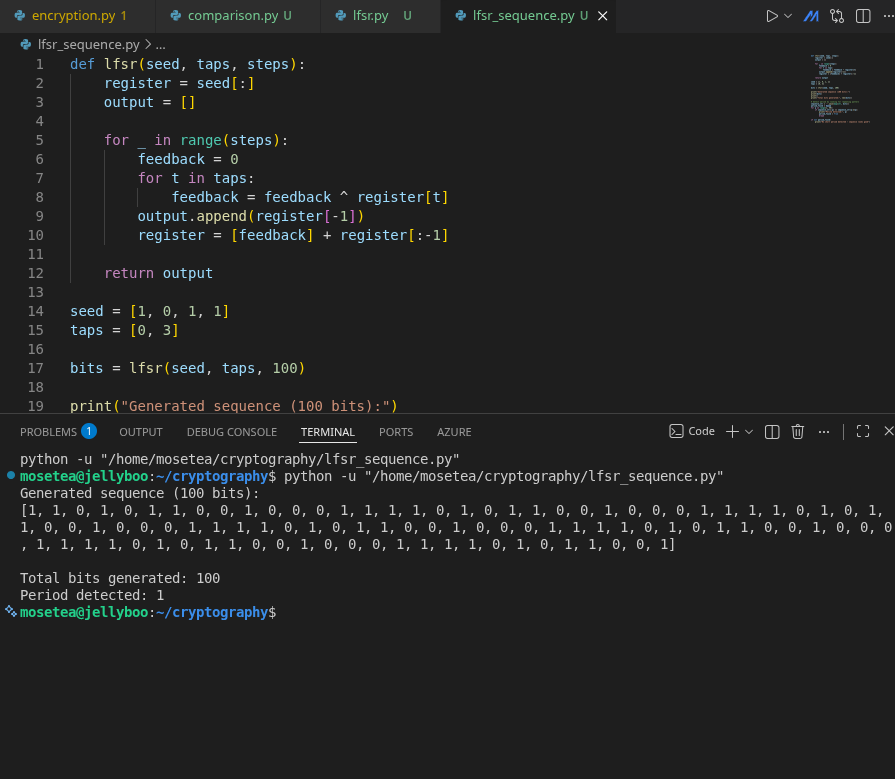 encryption.py 1 comparison.py U lfsr.py U lfsr_sequence.py U
lfsr_sequence.py > ...
1 def lfsr(seed, taps, steps):
2 register = seed[:]
3 output = []
4
5 for _ in range(steps):
6 feedback = 0
7 for t in taps:
8 feedback = feedback ^ register[t]
9 output.append(register[-1])
10 register = [feedback] + register[:-1]
11
12 return output
13
14 seed = [1, 0, 1, 1]
15 taps = [0, 3]
16
17 bits = lfsr(seed, taps, 100)
18
19 print("Generated sequence (100 bits):")
PROBLEMS 1 OUTPUT DEBUG CONSOLE TERMINAL PORTS AZURE Code
python -u "/home/mosetea/cryptography/lfsr_sequence.py"
mosetea@jellyboo:~/cryptography$ python -u "/home/mosetea/cryptography/lfsr_sequence.py"
Generated sequence (100 bits):
[1, 1, 0, 1, 0, 1, 1, 0, 0, 1, 0, 0, 0, 1, 1, 1, 1, 0, 1, 0, 1, 1, 0, 0, 1, 0, 0, 0, 1, 1, 1, 1, 0, 1, 0, 1,
1, 0, 0, 1, 0, 0, 0, 1, 1, 1, 1, 0, 1, 0, 1, 1, 0, 0, 1, 0, 0, 0, 1, 1, 1, 1, 0, 1, 0, 1, 1, 0, 0, 1, 0, 0, 0
, 1, 1, 1, 1, 0, 1, 0, 1, 1, 0, 0, 1, 0, 0, 0, 1, 1, 1, 1, 0, 1, 0, 1, 1, 0, 0, 1]
Total bits generated: 100
Period detected: 1
mosetea@jellyboo:~/cryptography$